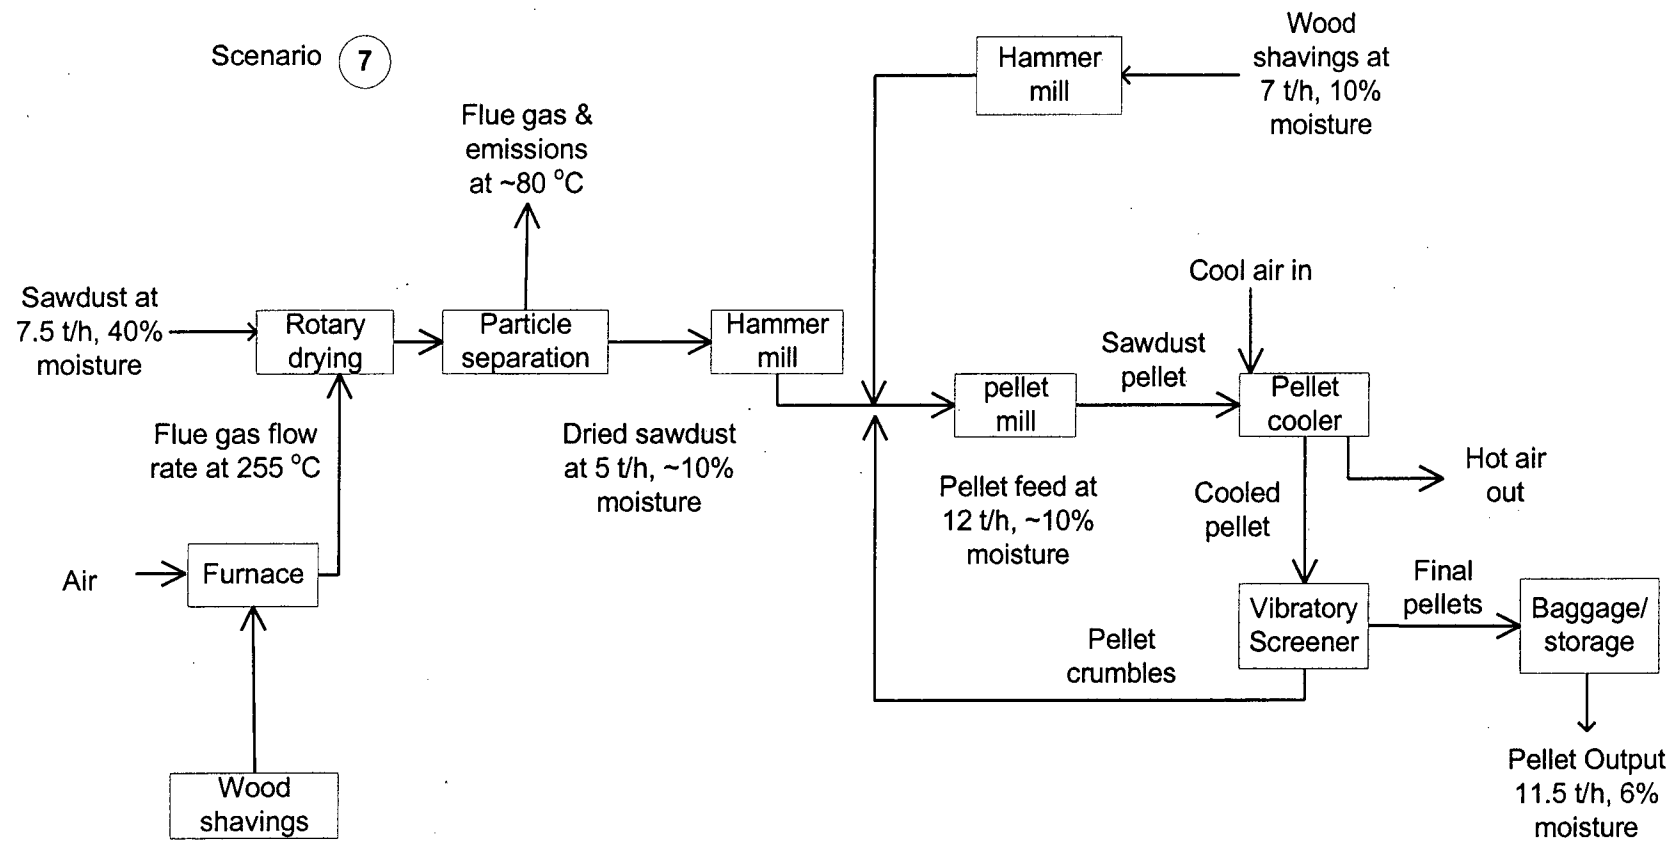 Scenario 7
Wood
shavings at
7 t/h, 10%
moisture
Hammer
mill
Flue gas &
emissions
at ~80 °C
Cool air in
Sawdust at
7.5 t/h, 40%
moisture
Rotary
drying
Particle
separation
Hammer
mill
Sawdust
pellet
pellet
mill
Pellet
cooler
Flue gas flow
rate at 255 °C
Dried sawdust
at 5 t/h, ~10%
moisture
Pellet feed at
12 t/h, ~10%
moisture
Cooled
pellet
Hot air
out
Air
Furnace
Vibratory
Screener
Final
pellets
Baggage/
storage
Pellet
crumbles
Wood
shavings
Pellet Output
11.5 t/h, 6%
moisture